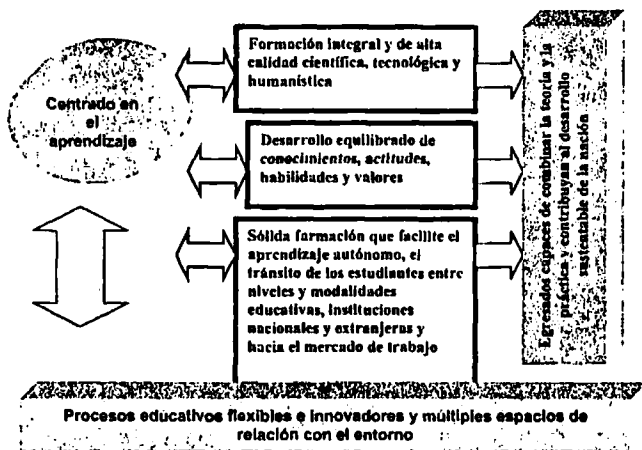 Centrado en
el
aprendizaje
Formación integral y de alta
calidad científica, tecnológica y
humanística
Desarrollo equilibrado de
conocimientos, actitudes,
habilidades y valores
Sólida formación que facilite el
aprendizaje autónomo, el
tránsito de los estudiantes entre
niveles y modalidades
educativas, instituciones
nacionales y extranjeras y
hacia el mercado de trabajo
Egresados capaces de combinar la teoría y la
práctica y contribuyan al desarrollo
sustentable de la nación
Procesos educativos flexibles e innovadores y múltiples espacios de
relación con el entorno